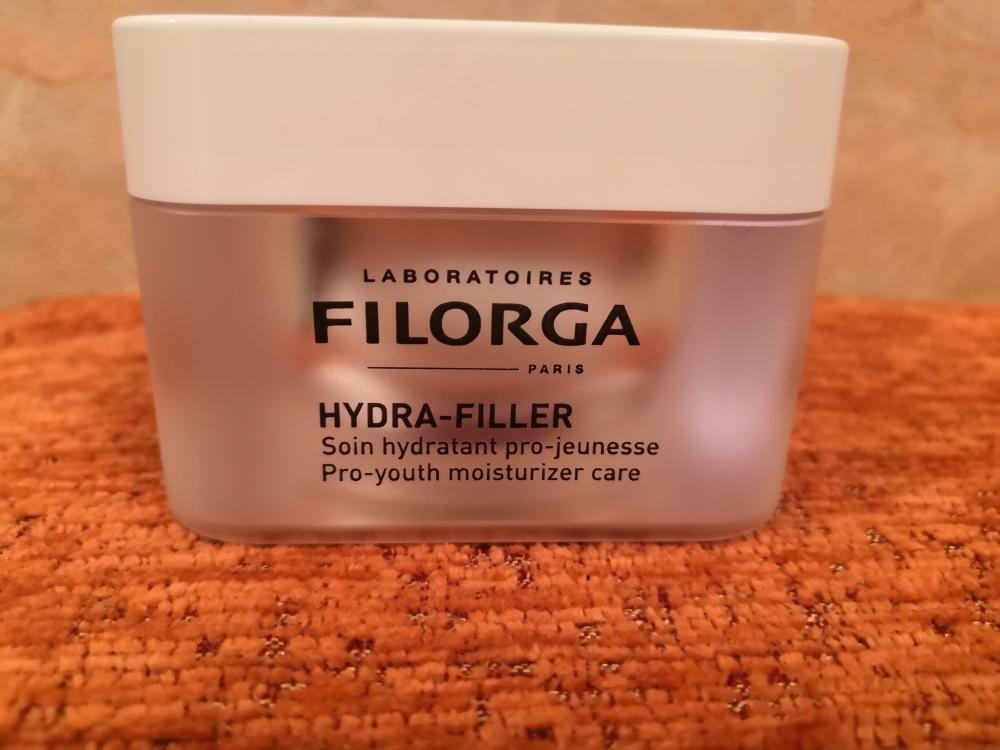 LABORATOIRES
FILORGA
PARIS
HYDRA-FILLER
Soin hydratant pro-jeunesse
Pro-youth moisturizer care